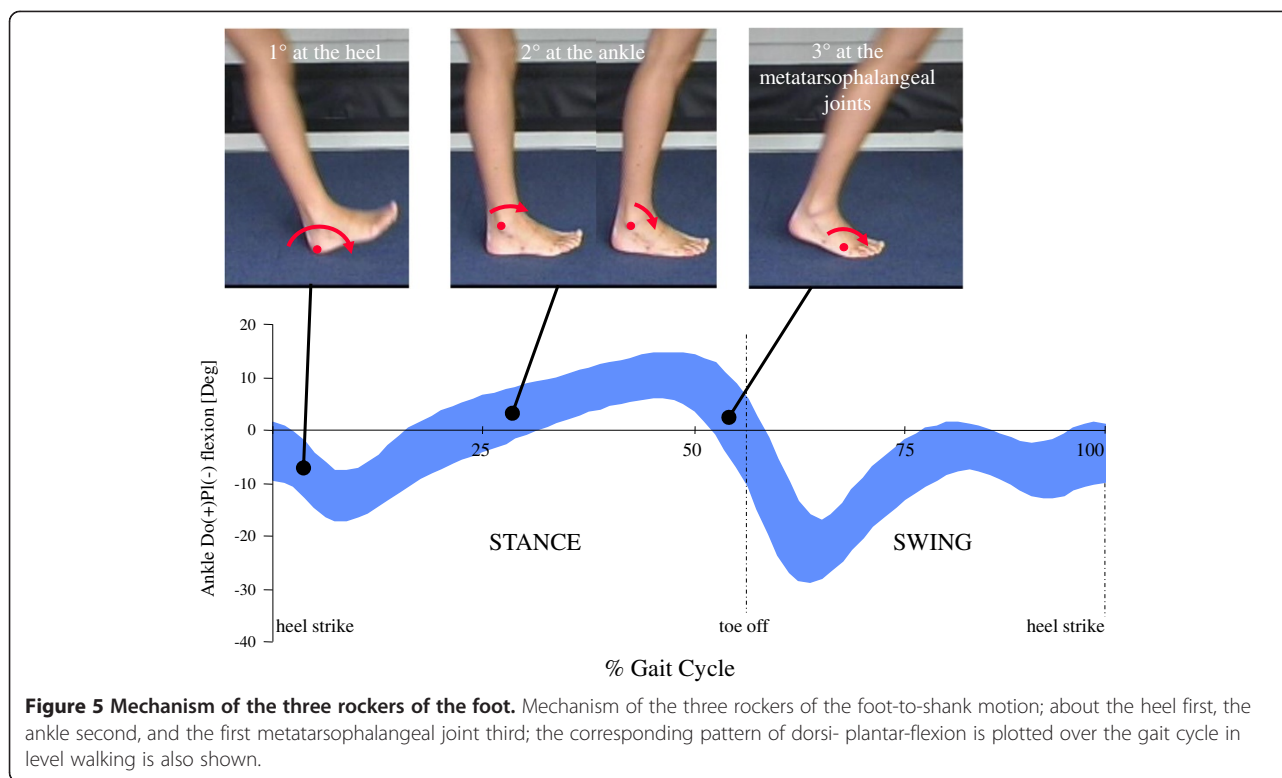 1° at the heel
2° at the ankle
3° at the
metatarsophalangeal
joints
Ankle Do(+)Pl(-) flexion [Deg]
20
10
0
-10
-20
-30
-40
25
50
75
100
STANCE
SWING
heel strike
toe off
heel strike
% Gait Cycle
Figure 5 Mechanism of the three rockers of the foot. Mechanism of the three rockers of the foot-to-shank motion; about the heel first, the
ankle second, and the first metatarsophalangeal joint third; the corresponding pattern of dorsi- plantar-flexion is plotted over the gait cycle in
level walking is also shown.